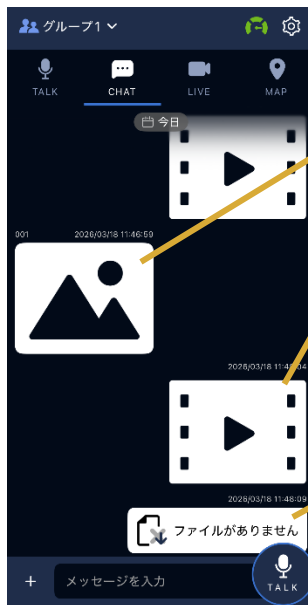 グループ1
TALK CHAT LIVE MAP
今日
001 2026/03/18 11:46:59
2026/03/18 11:48:04
2026/03/18 11:48:09
ファイルがありません
メッセージを入力
TALK